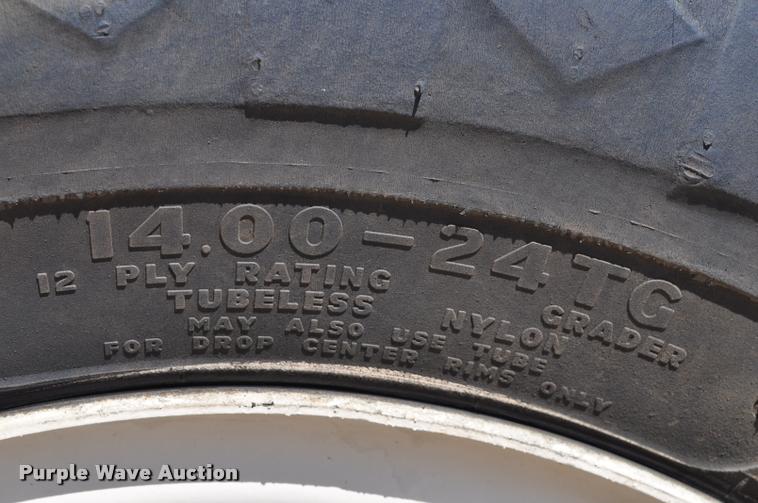 14.00-24TG
12 PLY RATING NYLON GRADER
TUBELESS
MAY ALSO USE TUBE
FOR DROP CENTER RIMS ONLY
Purple Wave Auction